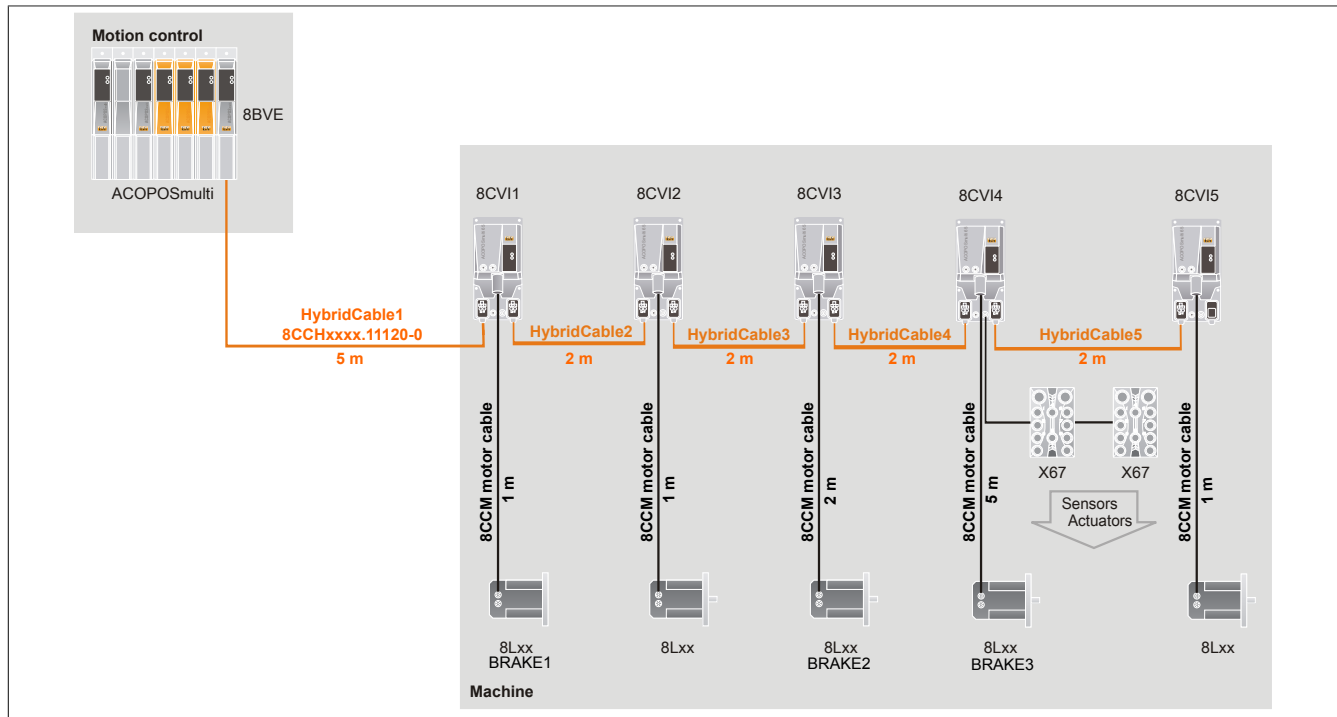 Motion control
8BVE
ACOPOSmulti
8CVI1
8CVI2
8CVI3
8CVI4
8CVI5
HybridCable1
8CCHxxxx.11120-0
5 m
HybridCable2
2 m
HybridCable3
2 m
HybridCable4
2 m
HybridCable5
2 m
8CCM motor cable
1 m
8CCM motor cable
1 m
8CCM motor cable
2 m
8CCM motor cable
5 m
8CCM motor cable
1 m
X67
X67
Sensors
Actuators
8Lxx
BRAKE1
8Lxx
8Lxx
BRAKE2
8Lxx
BRAKE3
8Lxx
Machine